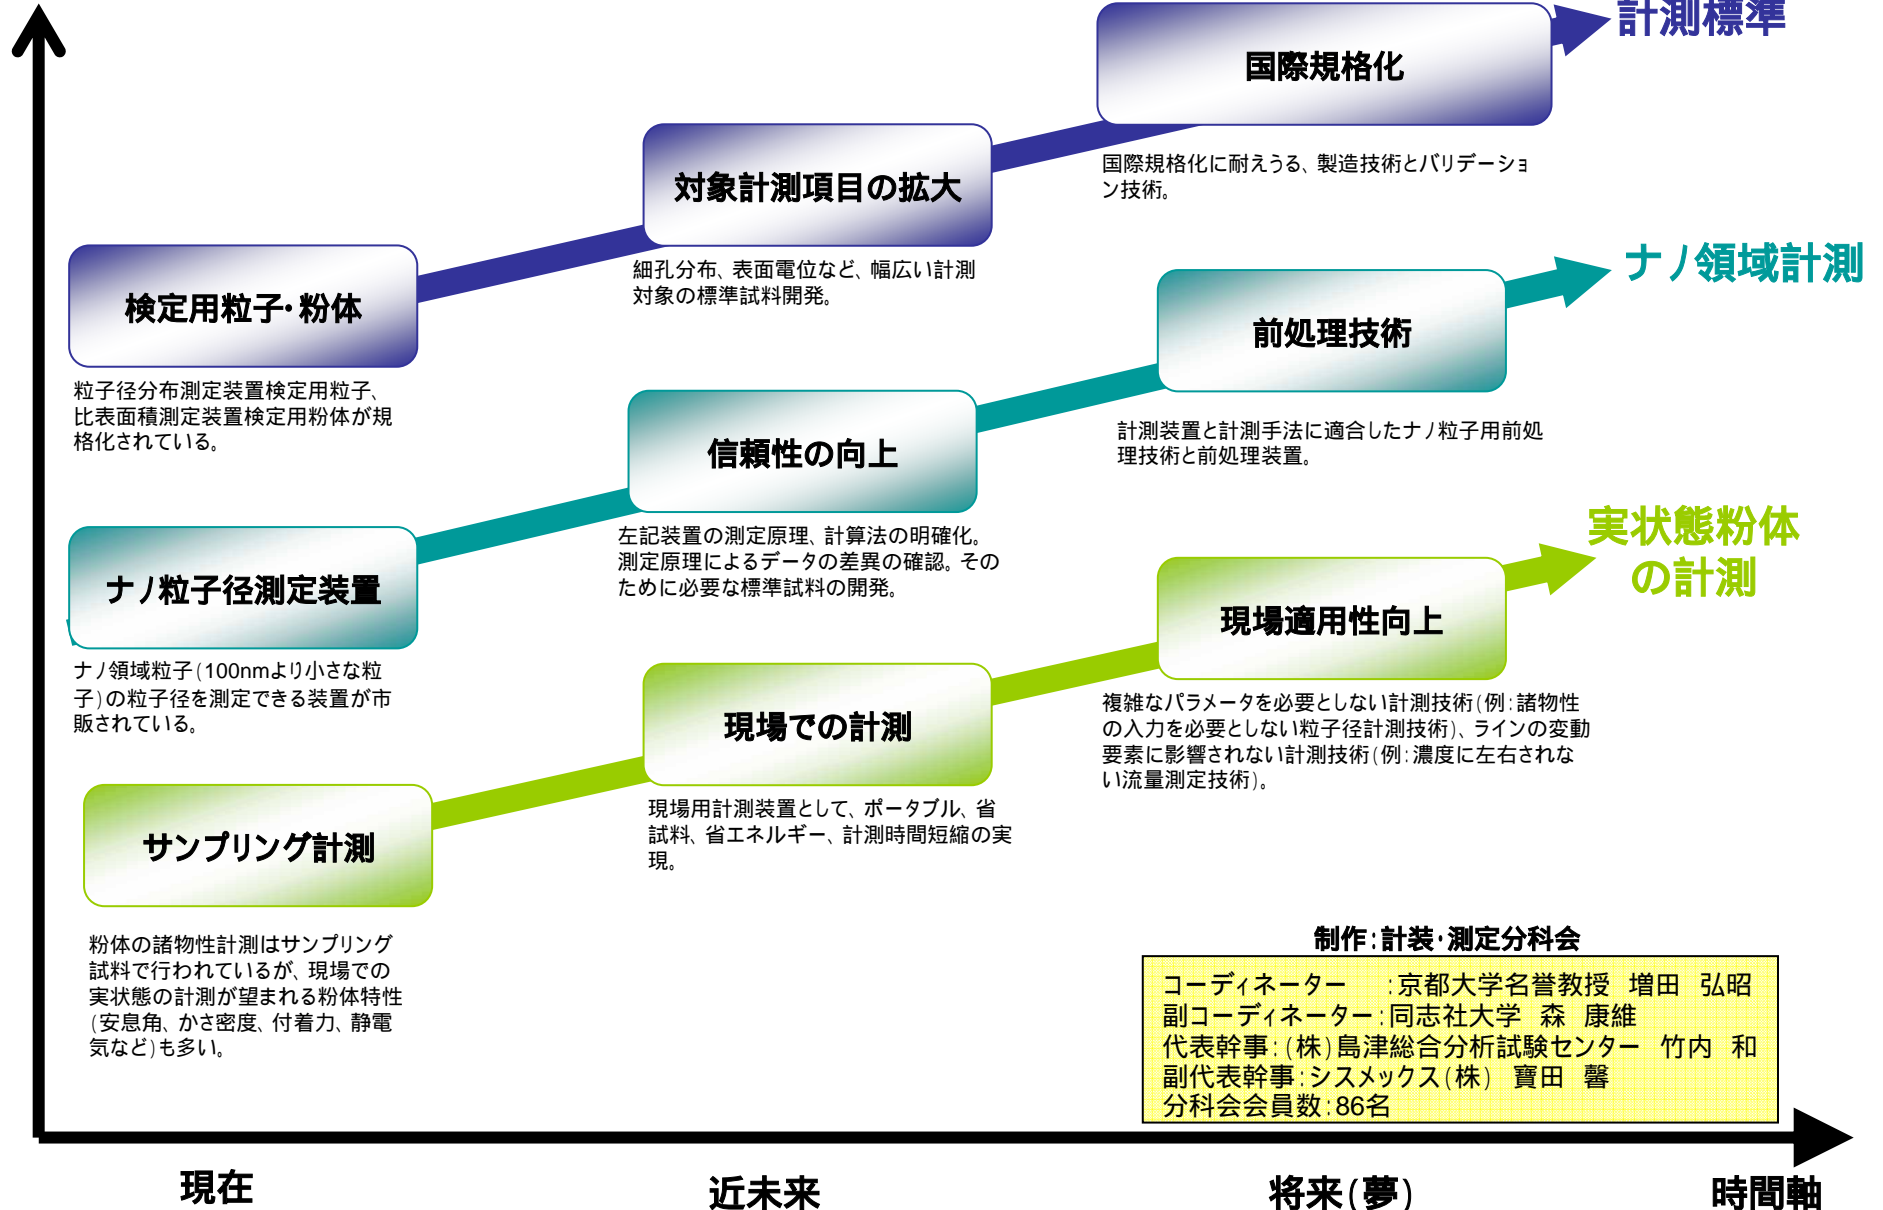 計測標準
国際規格化
国際規格化に耐えうる、製造技術とバリデーショ
ン技術。
対象計測項目の拡大
細孔分布、表面電位など、幅広い計測
対象の標準試料開発。
検定用粒子・粉体
粒子径分布測定装置検定用粒子、
比表面積測定装置検定用粉体が規
格化されている。
ナノ領域計測
前処理技術
計測装置と計測手法に適合したナノ粒子用前処
理技術と前処理装置。
信頼性の向上
左記装置の測定原理、計算法の明確化。
測定原理によるデータの差異の確認。その
ために必要な標準試料の開発。
ナノ粒子径測定装置
ナノ領域粒子(100nmより小さな粒
子)の粒子径を測定できる装置が市
販されている。
実状態粉体
の計測
現場適用性向上
複雑なパラメータを必要としない計測技術(例:諸物性
の入力を必要としない粒子径計測技術)、ラインの変動
要素に影響されない計測技術(例:濃度に左右されな
い流量測定技術)。
現場での計測
現場用計測装置として、ポータブル、省
試料、省エネルギー、計測時間短縮の実
現。
サンプリング計測
粉体の諸物性計測はサンプリング
試料で行われているが、現場での
実状態の計測が望まれる粉体特性
(安息角、かさ密度、付着力、静電
気など)も多い。
制作:計装・測定分科会
コーディネーター :京都大学名誉教授 増田 弘昭
副コーディネーター:同志社大学 森 康維
代表幹事:(株)島津総合分析試験センター 竹内 和
副代表幹事:シスメックス(株) 寶田 馨
分科会会員数:86名
現在 近未来 将来(夢) 時間軸